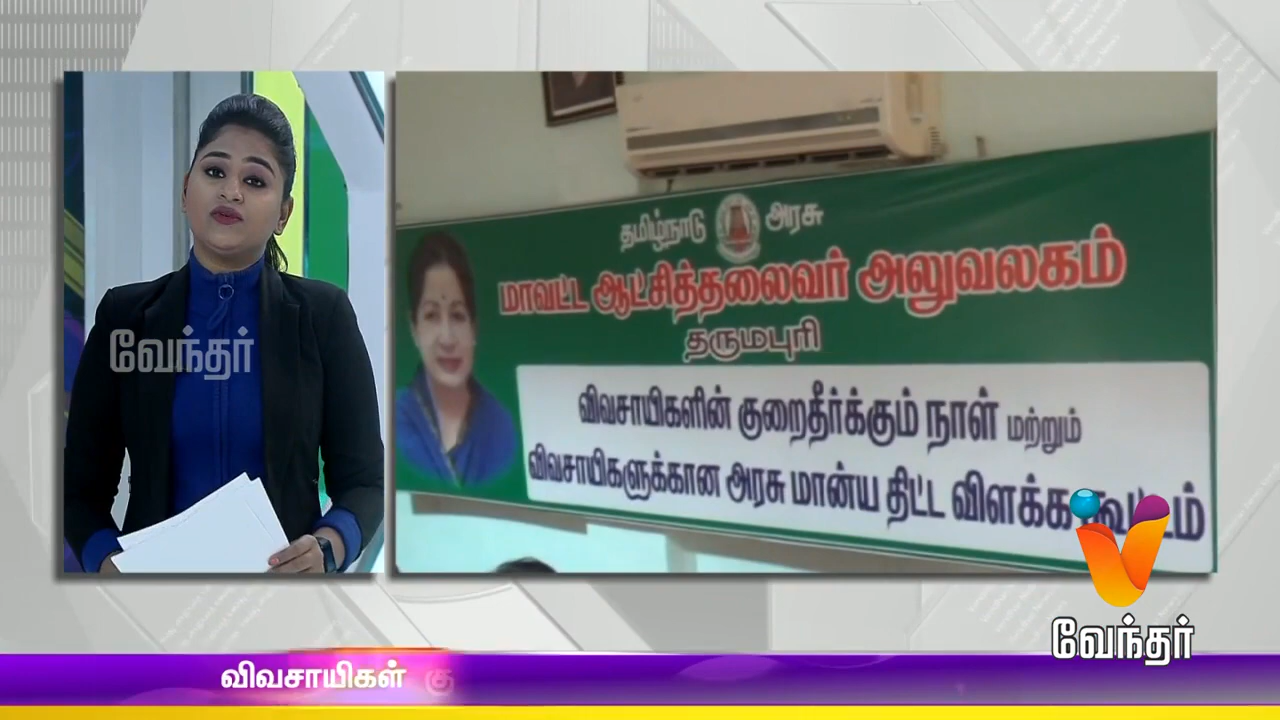 தமிழ்நாடு அரசு
மாவட்ட ஆட்சித்தலைவர் அலுவலகம்
தருமபுரி
விவசாயிகளின் குறைதீர்க்கும் நாள் மற்றும்
விவசாயிகளுக்கான அரசு மான்ய திட்ட விளக்க கூட்டம்
வேந்தர்
வேந்தர்
விவசாயிகள் கு